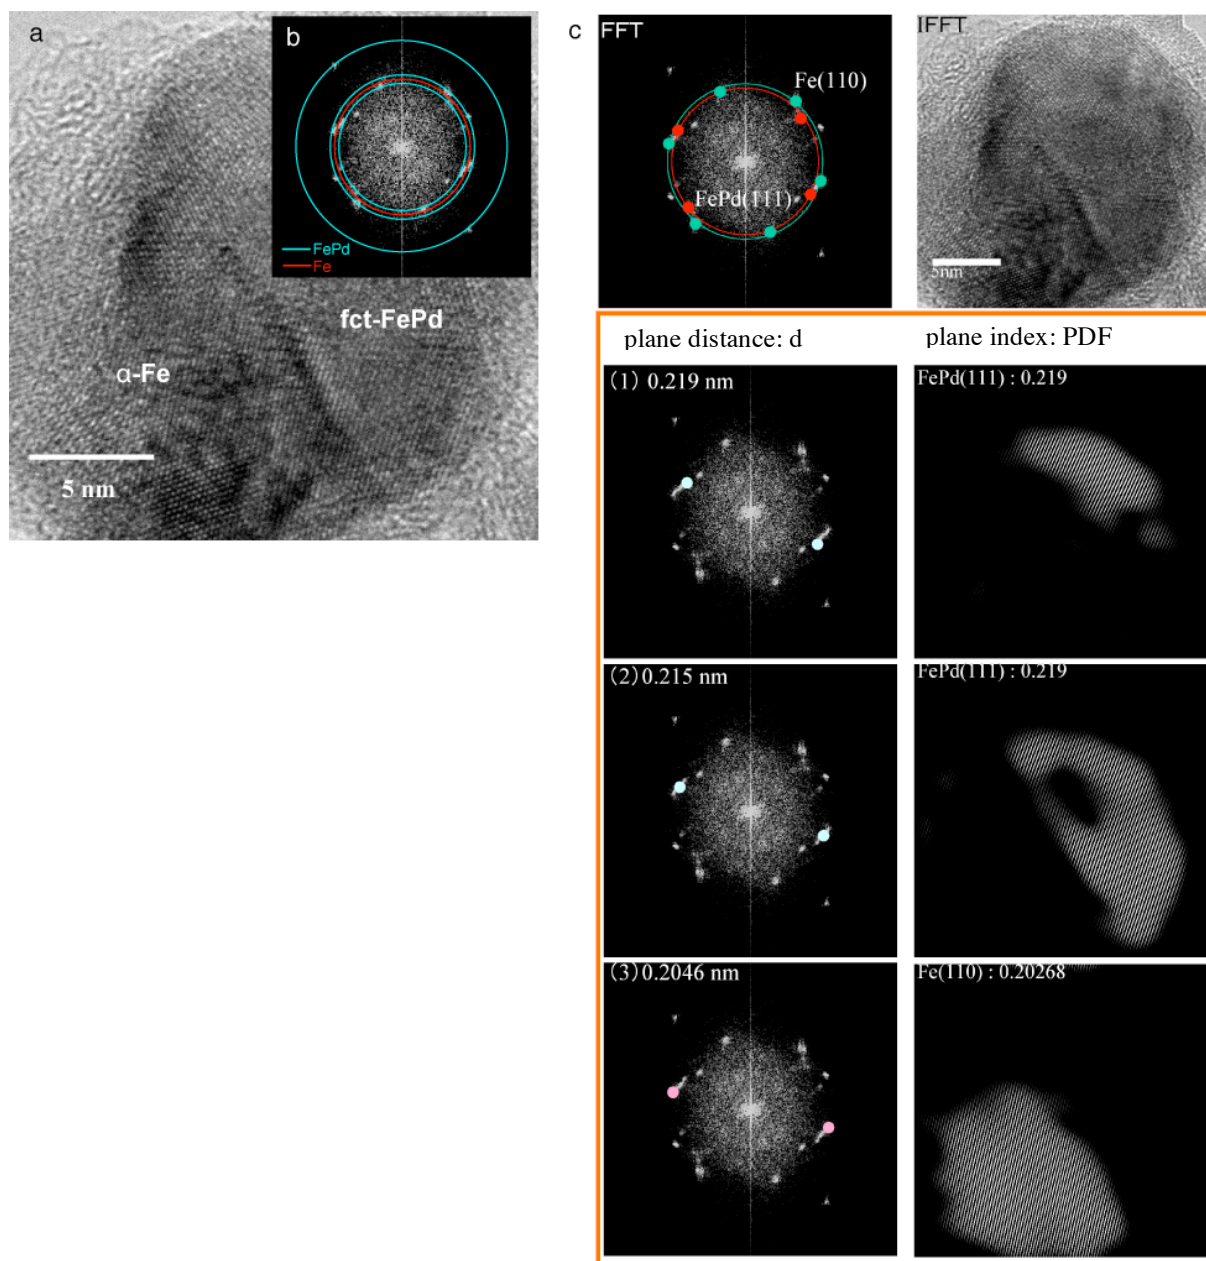 a
b
FePd
Fe
fct-FePd
α-Fe
5 nm
c
FFT
Fe(110)
FePd(111)
IFFT
5nm
plane distance: d
plane index: PDF
(1) 0.219 nm
FePd(111) : 0.219
(2)0.215 nm
FePd(111) : 0.219
(3)0.2046 nm
Fe(110) : 0.20268